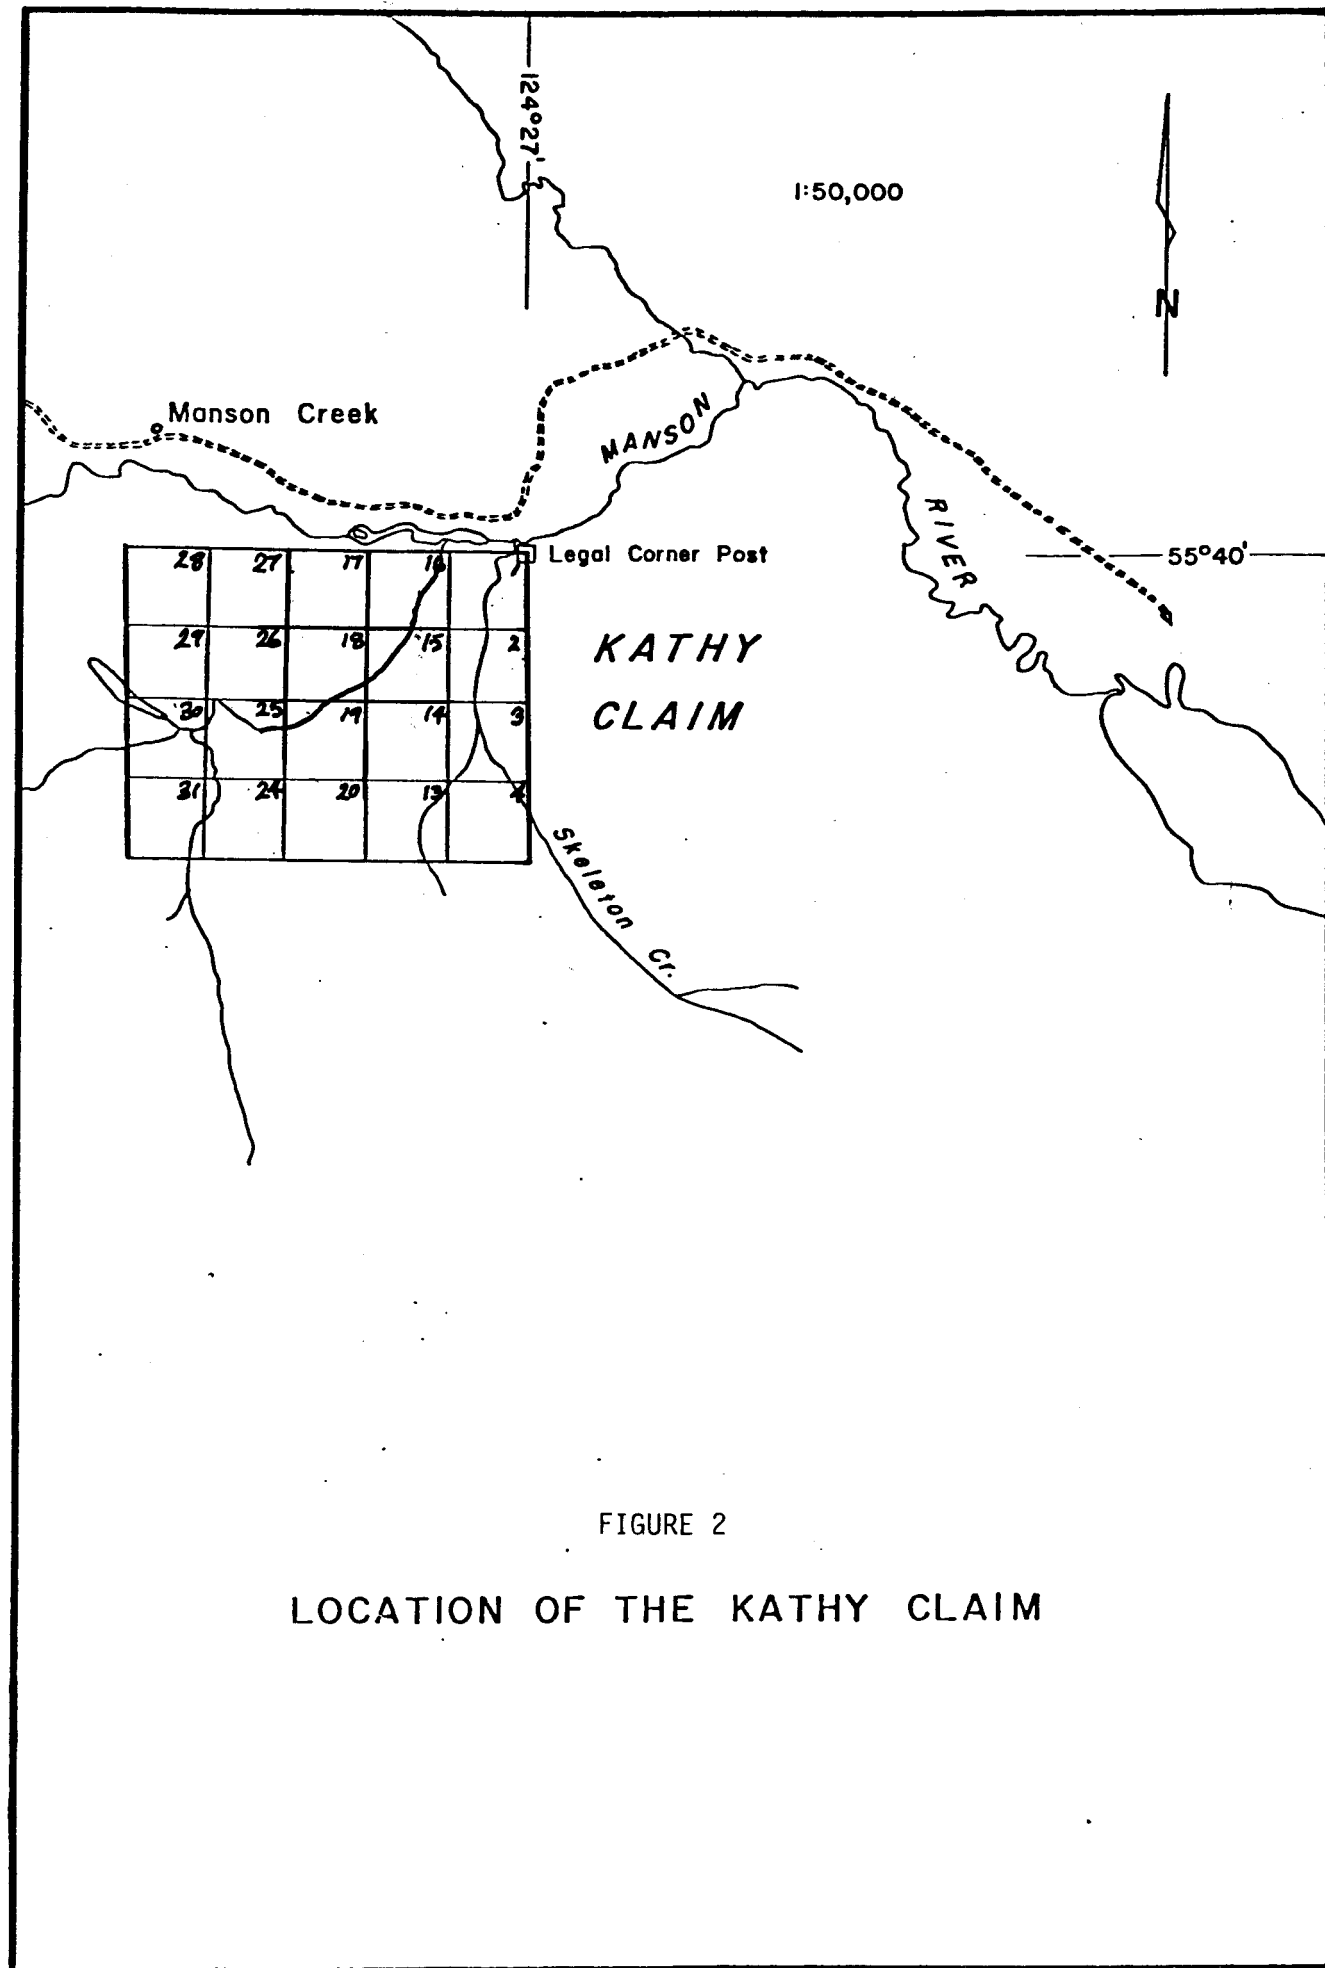 124°27'
1:50,000
N
Manson Creek
MANSON
RIVER
Legal Corner Post
55°40'
28 27 17 16 1
29 26 18 15 2
KATHY
CLAIM
30 25 19 14 3
31 24 20 13 4
Skeleton Cr.
FIGURE 2
LOCATION OF THE KATHY CLAIM